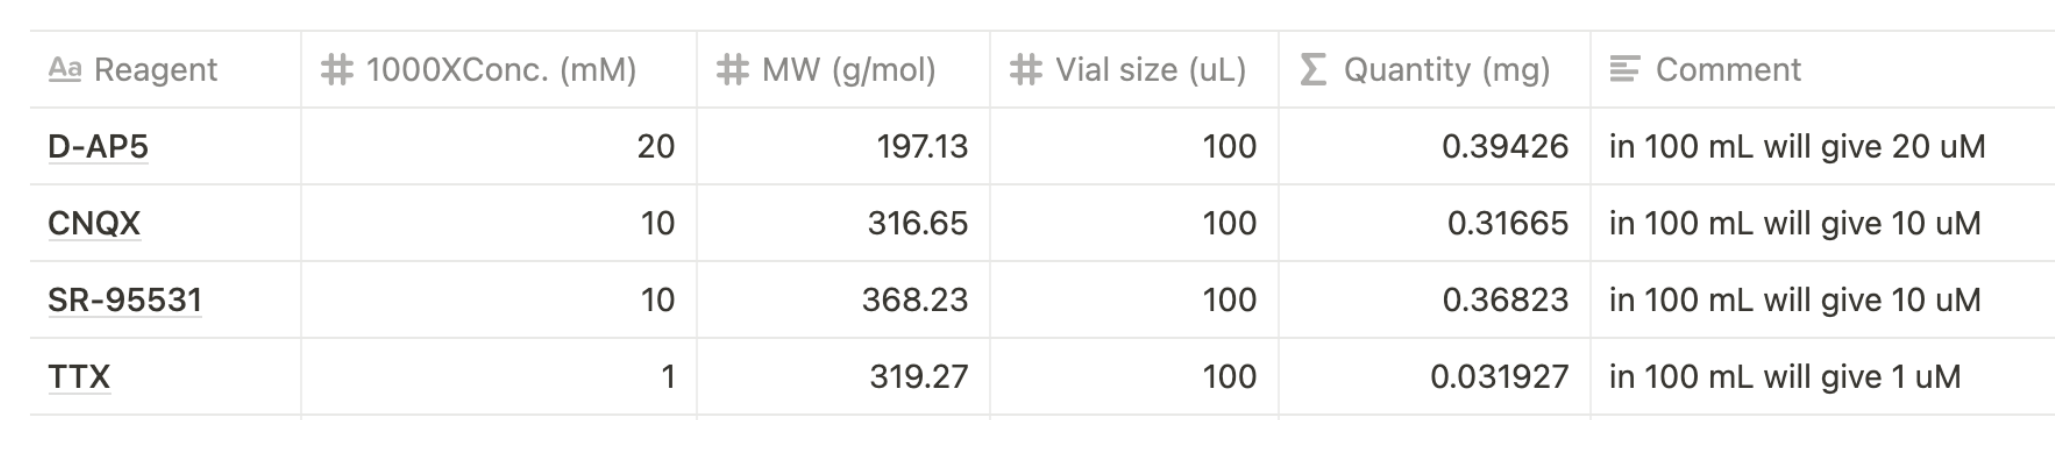 Aa Reagent # 1000XConc. (mM) # MW (g/mol) # Vial size (uL) Σ Quantity (mg) Comment
D-AP5 20 197.13 100 0.39426 in 100 mL will give 20 uM
CNQX 10 316.65 100 0.31665 in 100 mL will give 10 uM
SR-95531 10 368.23 100 0.36823 in 100 mL will give 10 uM
TTX 1 319.27 100 0.031927 in 100 mL will give 1 uM